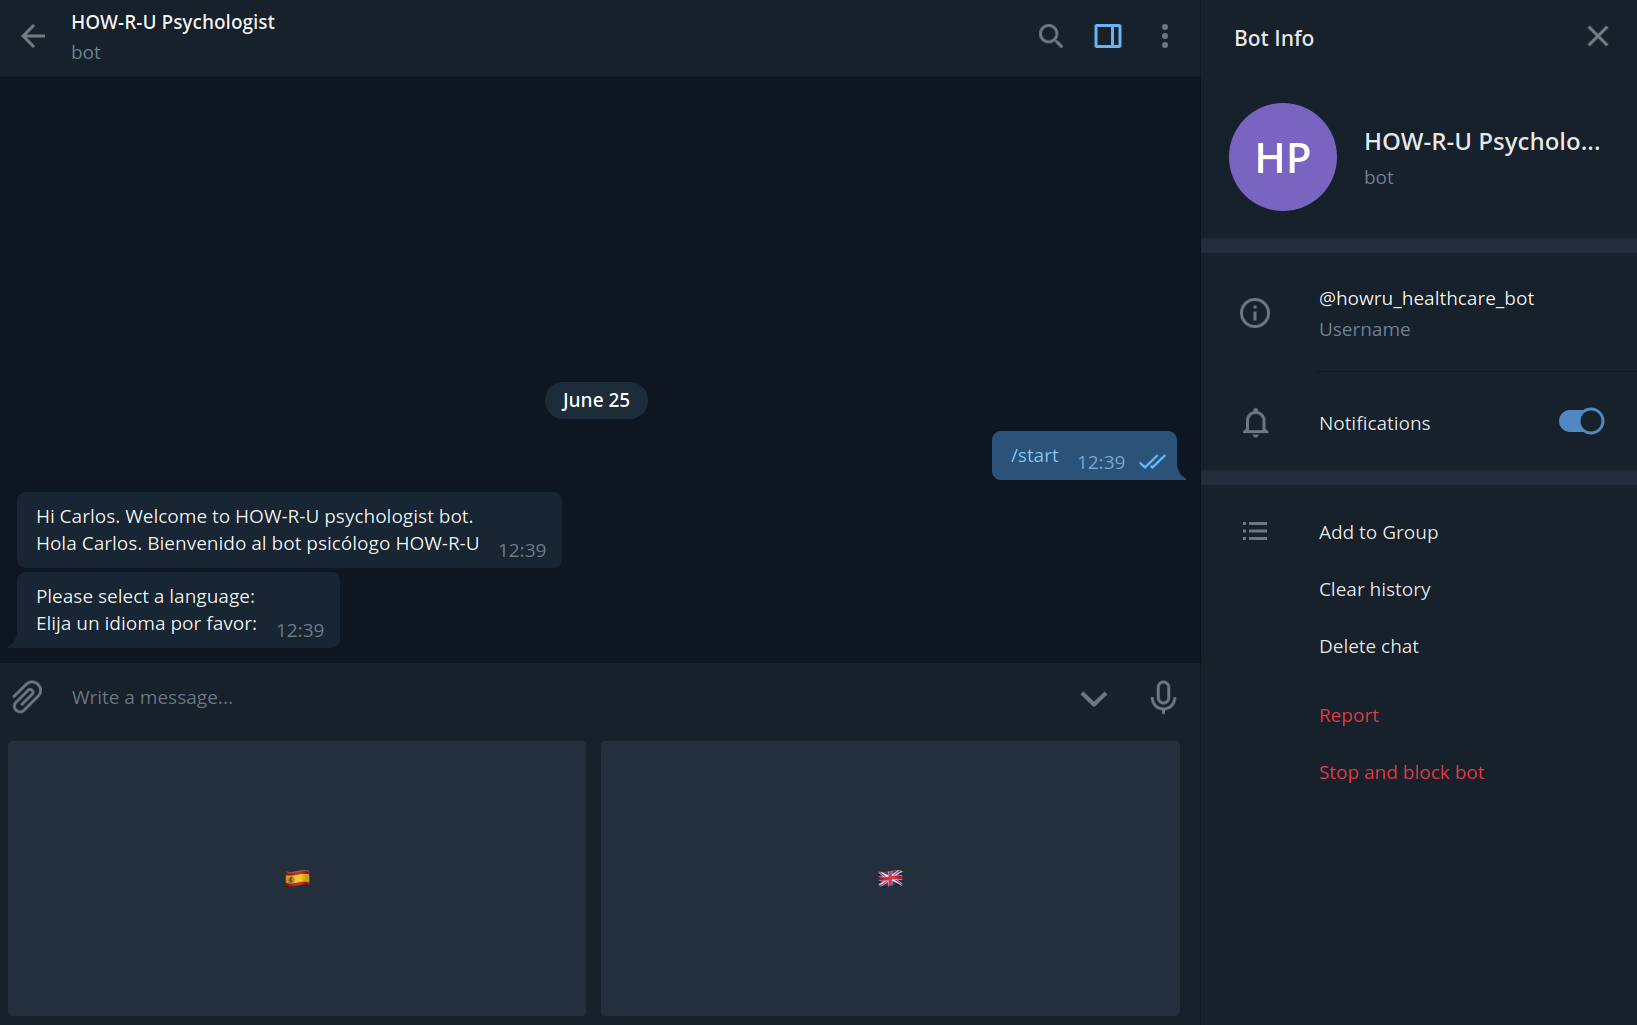 HOW-R-U Psychologist
bot
June 25
/start 12:39
Hi Carlos. Welcome to HOW-R-U psychologist bot.
Hola Carlos. Bienvenido al bot psicólogo HOW-R-U 12:39
Please select a language:
Elija un idioma por favor: 12:39
Write a message...
Bot Info
HP
HOW-R-U Psycholo...
bot
@howru_healthcare_bot
Username
Notifications
Add to Group
Clear history
Delete chat
Report
Stop and block bot